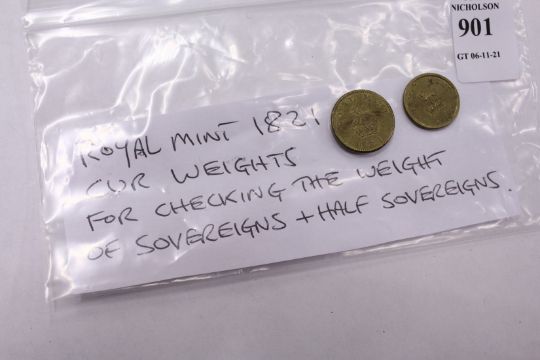 NICHOLSON
901
GT 06-11-21
ROYAL MINT 1821
CUR WEIGHTS
FOR CHECKING THE WEIGHT
OF SOVEREIGNS + HALF SOVEREIGNS.